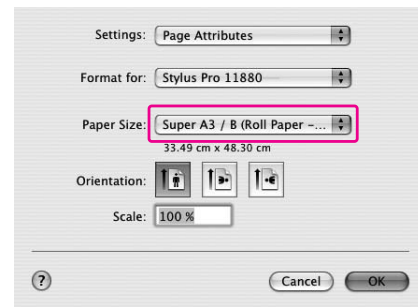 Settings: Page Attributes
Format for: Stylus Pro 11880
Paper Size: Super A3 / B (Roll Paper –...
33.49 cm x 48.30 cm
Orientation:
Scale: 100 %
? Cancel OK